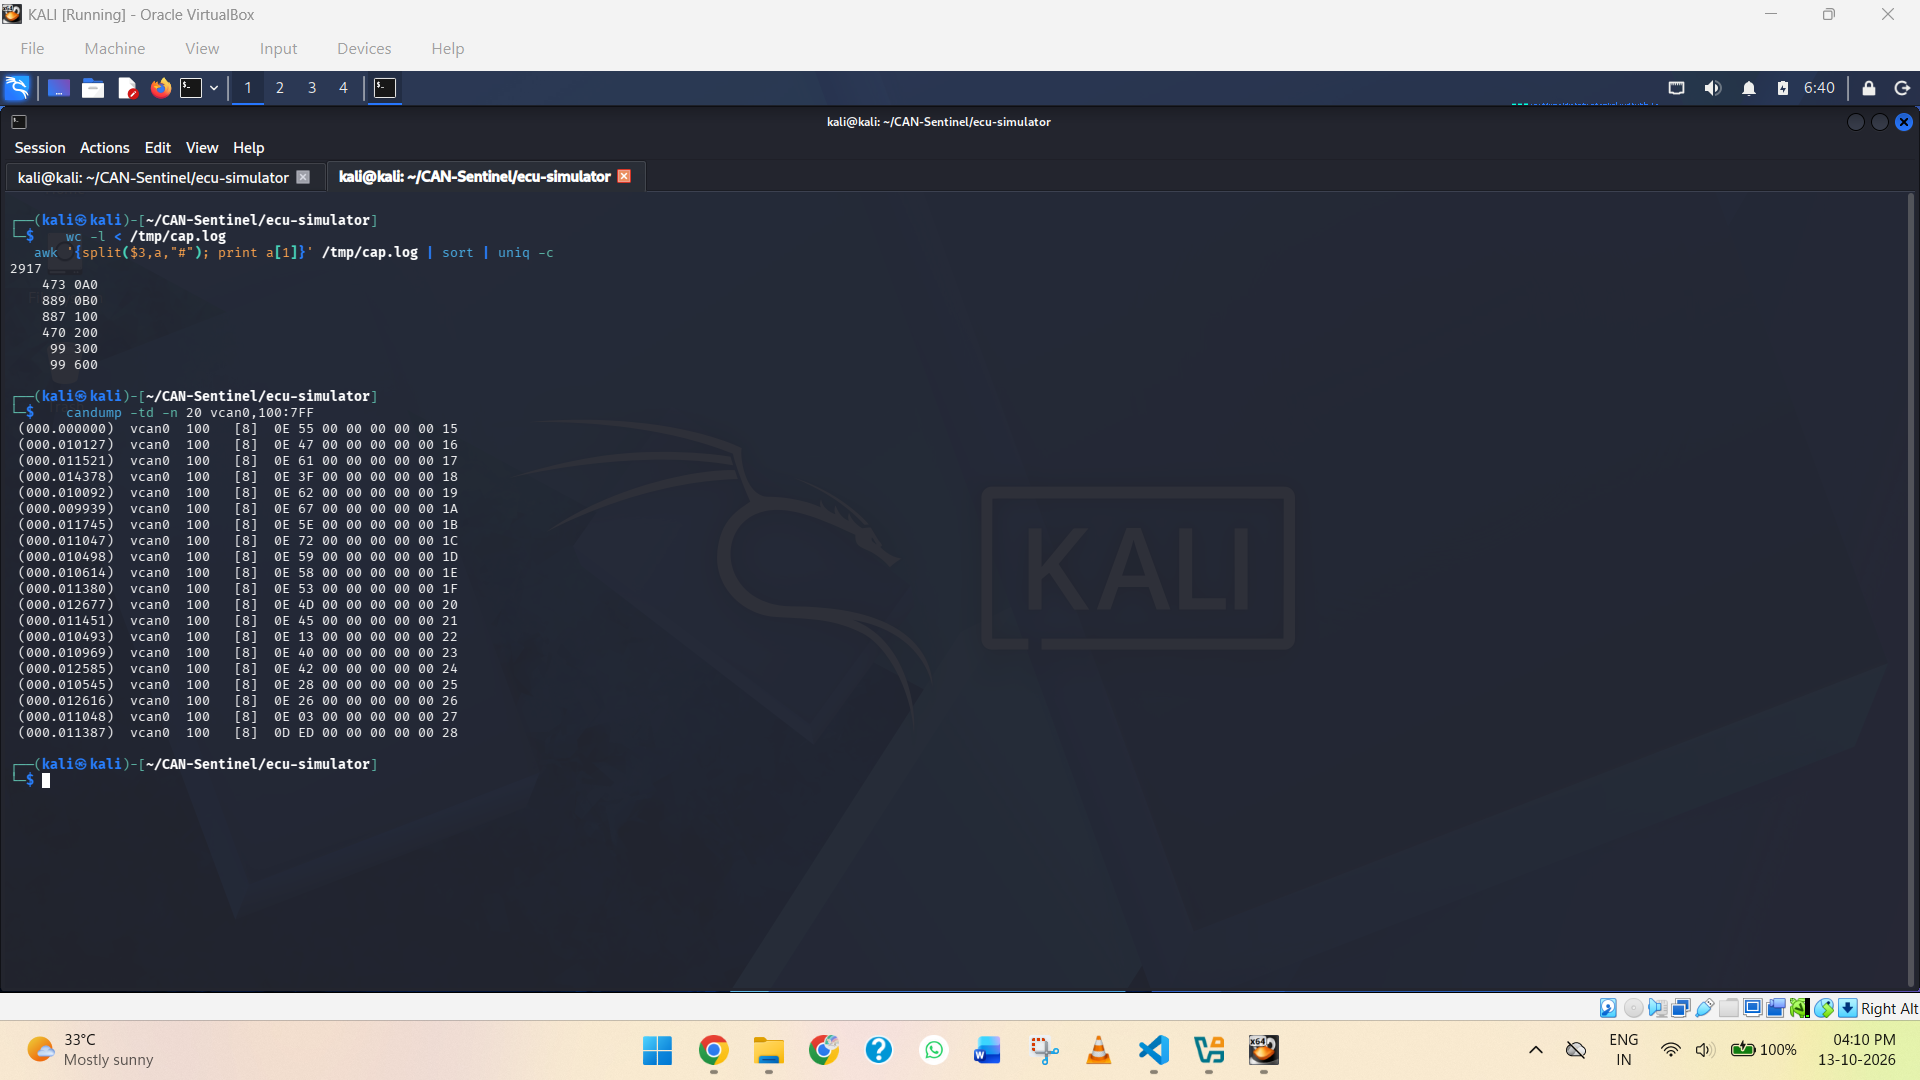 KALI [Running] - Oracle VirtualBox
File Machine View Input Devices Help
1 2 3 4 6:40
kali@kali: ~/CAN-Sentinel/ecu-simulator
Session Actions Edit View Help
kali@kali: ~/CAN-Sentinel/ecu-simulator kali@kali: ~/CAN-Sentinel/ecu-simulator
┌──(kali㉿kali)-[~/CAN-Sentinel/ecu-simulator]
└─$ wc -l < /tmp/cap.log
awk '{split($3,a,"#"); print a[1]}' /tmp/cap.log | sort | uniq -c
2917
473 0A0
889 0B0
887 100
470 200
99 300
99 600
┌──(kali㉿kali)-[~/CAN-Sentinel/ecu-simulator]
└─$ candump -td -n 20 vcan0,100:7FF
(000.000000) vcan0 100 [8] 0E 55 00 00 00 00 00 15
(000.010127) vcan0 100 [8] 0E 47 00 00 00 00 00 16
(000.011521) vcan0 100 [8] 0E 61 00 00 00 00 00 17
(000.014378) vcan0 100 [8] 0E 3F 00 00 00 00 00 18
(000.010092) vcan0 100 [8] 0E 62 00 00 00 00 00 19
(000.009939) vcan0 100 [8] 0E 67 00 00 00 00 00 1A
(000.011745) vcan0 100 [8] 0E 5E 00 00 00 00 00 1B
(000.011047) vcan0 100 [8] 0E 72 00 00 00 00 00 1C
(000.010498) vcan0 100 [8] 0E 59 00 00 00 00 00 1D
(000.010614) vcan0 100 [8] 0E 58 00 00 00 00 00 1E
(000.011380) vcan0 100 [8] 0E 53 00 00 00 00 00 1F
(000.012677) vcan0 100 [8] 0E 4D 00 00 00 00 00 20
(000.011451) vcan0 100 [8] 0E 45 00 00 00 00 00 21
(000.010493) vcan0 100 [8] 0E 13 00 00 00 00 00 22
(000.010969) vcan0 100 [8] 0E 40 00 00 00 00 00 23
(000.012585) vcan0 100 [8] 0E 42 00 00 00 00 00 24
(000.010545) vcan0 100 [8] 0E 28 00 00 00 00 00 25
(000.012616) vcan0 100 [8] 0E 26 00 00 00 00 00 26
(000.011048) vcan0 100 [8] 0E 03 00 00 00 00 00 27
(000.011387) vcan0 100 [8] 0D ED 00 00 00 00 00 28
┌──(kali㉿kali)-[~/CAN-Sentinel/ecu-simulator]
└─$
KALI
Right Alt
33°C
Mostly sunny
ENG
IN
100%
04:10 PM
13-10-2026